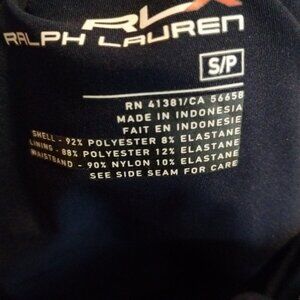 RLX
RALPH LAUREN
S/P
RN 41381/CA 56658
MADE IN INDONESIA
FAIT EN INDONESIE
SHELL - 92% POLYESTER 8% ELASTANE
LINING - 88% POLYESTER 12% ELASTANE
WAISTBAND - 90% NYLON 10% ELASTANE
SEE SIDE SEAM FOR CARE